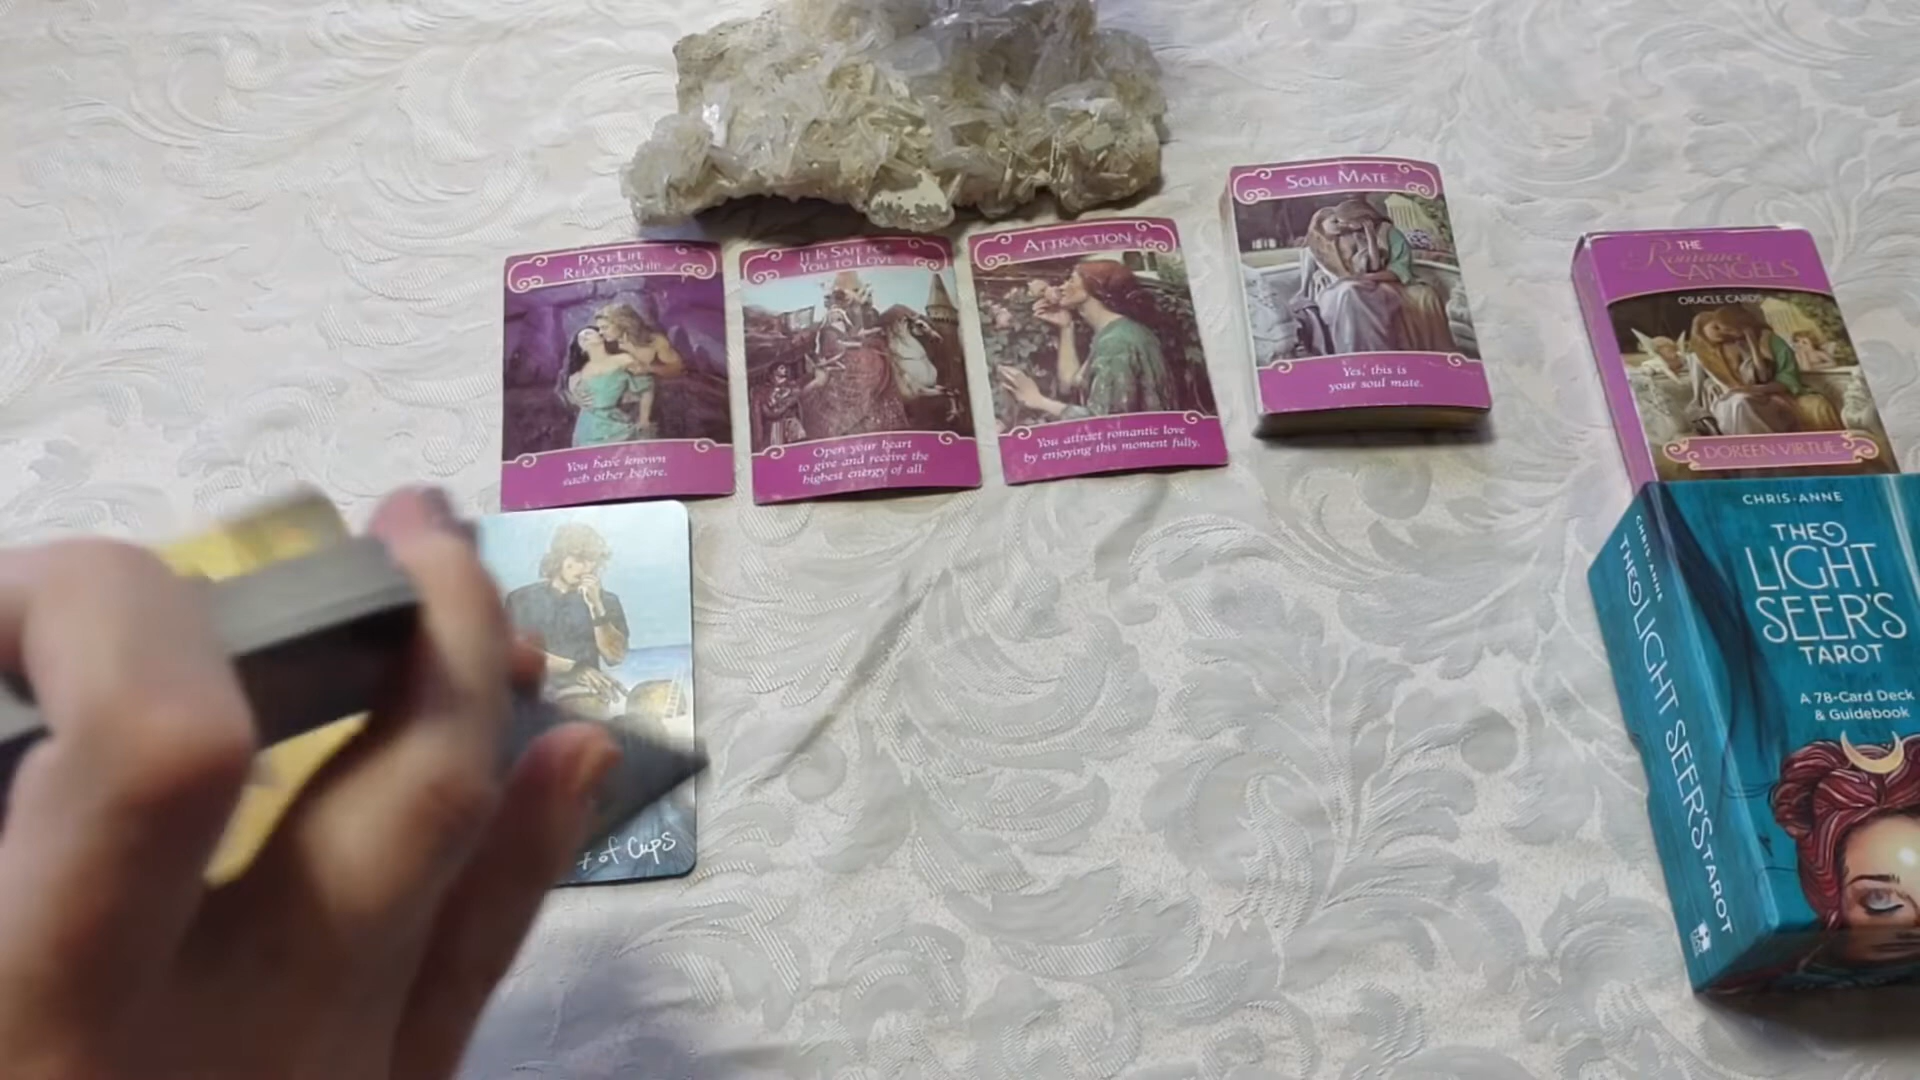 PAST-LIFE
RELATIONSHIP
You have known
each other before.
IT IS SAFE FOR
YOU TO LOVE
Open your heart
to give and receive the
highest energy of all.
ATTRACTION
You attract romantic love
by enjoying this moment fully.
SOUL MATE
Yes, this is
your soul mate.
THE
Romance
ANGELS
ORACLE CARDS
DOREEN VIRTUE
7 of Cups
CHRIS-ANNE
THE LIGHT SEER'S TAROT
CHRIS-ANNE
THE
LIGHT
SEER'S
TAROT
A 78-Card Deck
& Guidebook